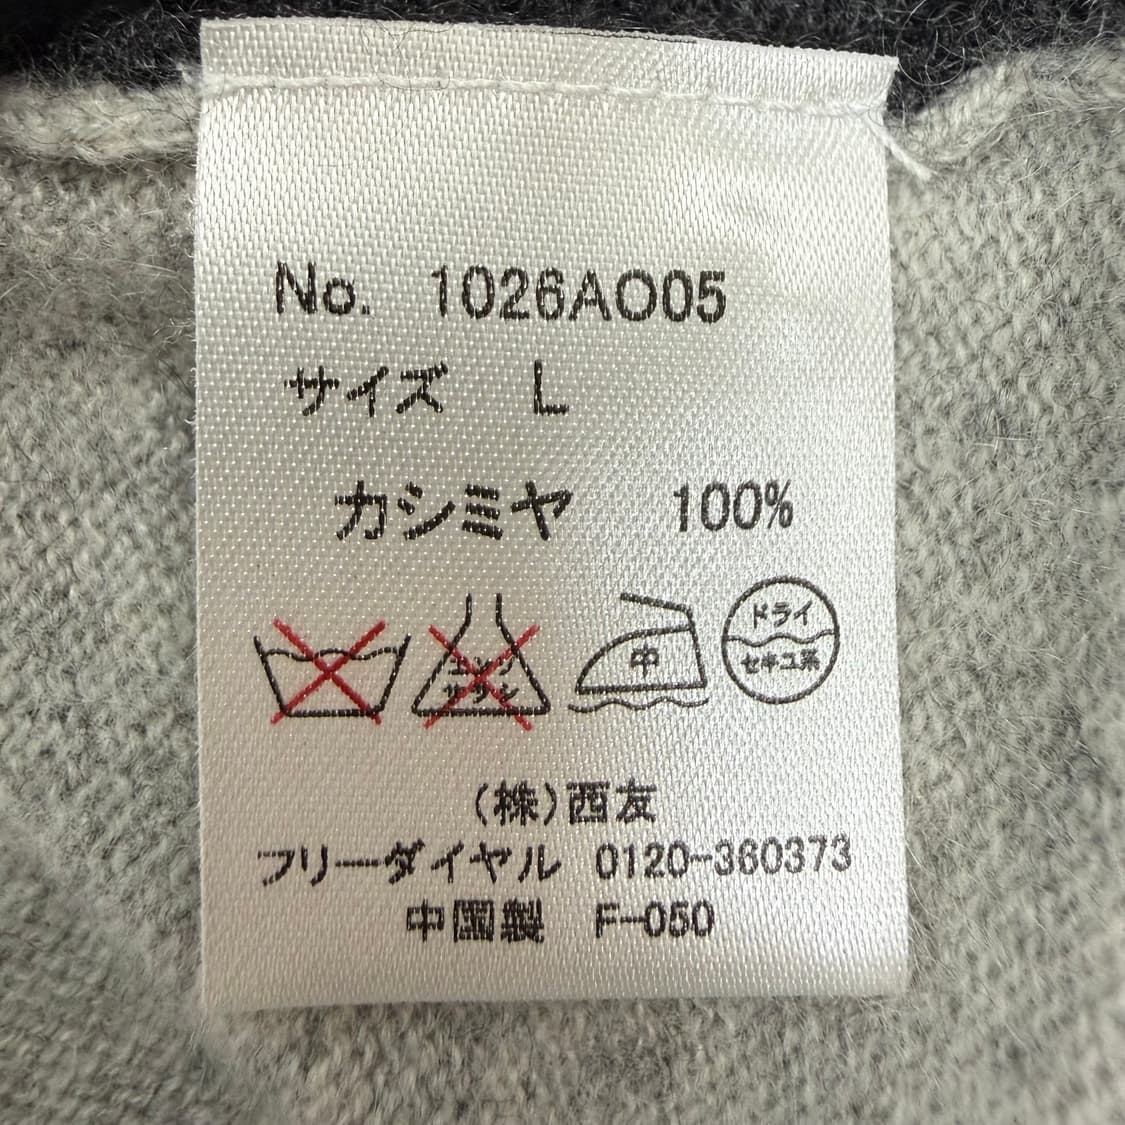 No. 1026AO05
サイズ L
カシミヤ 100%
エンソ
サラシ
中
ドライ
セキユ系
(株)西友
フリーダイヤル 0120-360373
中国製 F-050